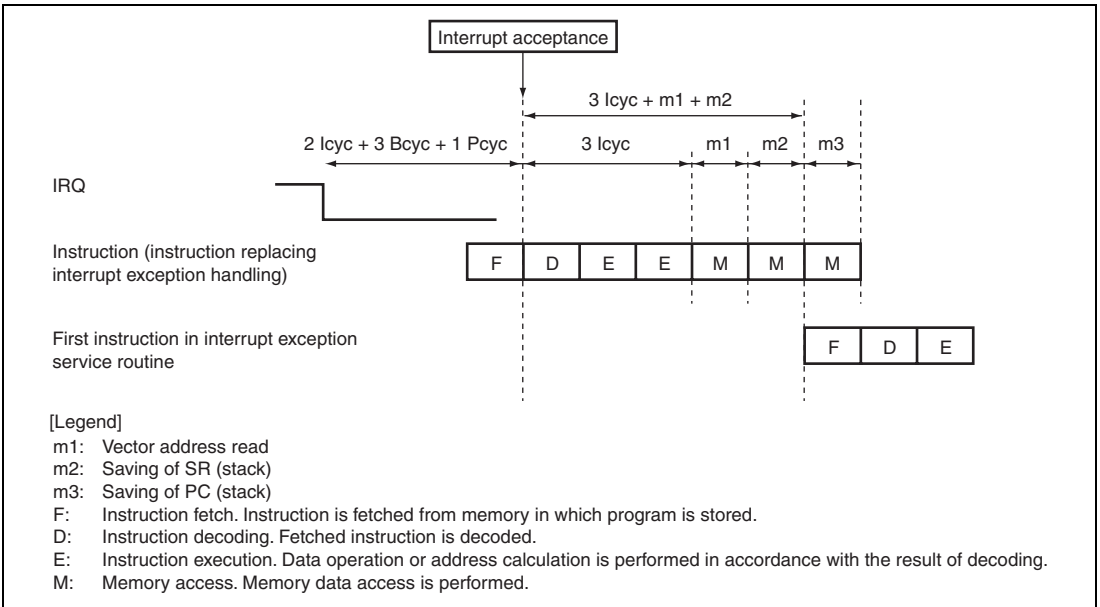 Interrupt acceptance
3 Icyc + m1 + m2
2 Icyc + 3 Bcyc + 1 Pcyc
3 Icyc
m1
m2
m3
IRQ
Instruction (instruction replacing
interrupt exception handling)
F D E E M M M
First instruction in interrupt exception
service routine
F D E
[Legend]
m1: Vector address read
m2: Saving of SR (stack)
m3: Saving of PC (stack)
F: Instruction fetch. Instruction is fetched from memory in which program is stored.
D: Instruction decoding. Fetched instruction is decoded.
E: Instruction execution. Data operation or address calculation is performed in accordance with the result of decoding.
M: Memory access. Memory data access is performed.